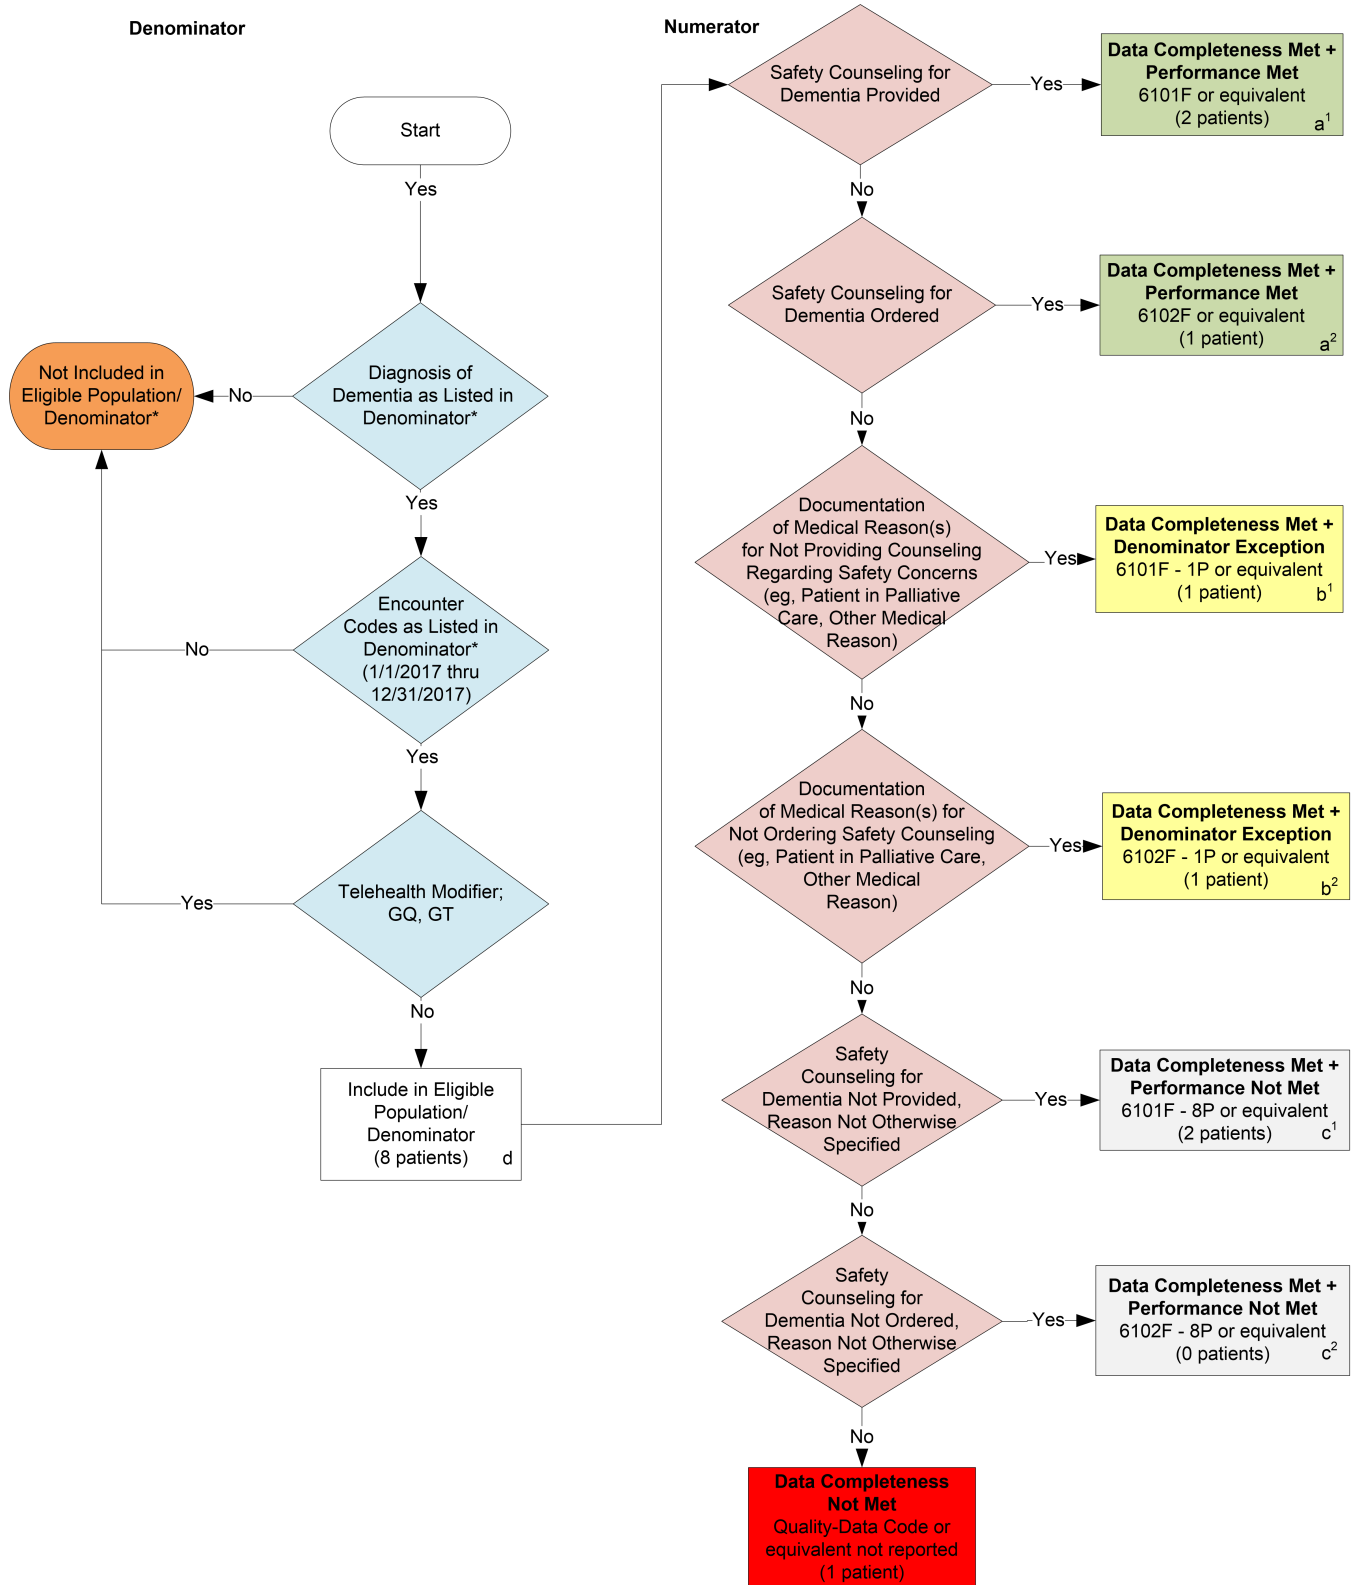 Denominator
Start
Yes
Diagnosis of
Dementia as Listed in
Denominator*
No
Not Included in
Eligible Population/
Denominator*
Yes
Encounter
Codes as Listed in
Denominator*
(1/1/2017 thru
12/31/2017)
No
Yes
Telehealth Modifier;
GQ, GT
Yes
No
Include in Eligible
Population/
Denominator
(8 patients)
d
Numerator
Safety Counseling for
Dementia Provided
Yes
Data Completeness Met +
Performance Met
6101F or equivalent
(2 patients)
a1
No
Safety Counseling for
Dementia Ordered
Yes
Data Completeness Met +
Performance Met
6102F or equivalent
(1 patient)
a2
No
Documentation
of Medical Reason(s)
for Not Providing Counseling
Regarding Safety Concerns
(eg, Patient in Palliative
Care, Other Medical
Reason)
Yes
Data Completeness Met +
Denominator Exception
6101F - 1P or equivalent
(1 patient)
b1
No
Documentation
of Medical Reason(s) for
Not Ordering Safety Counseling
(eg, Patient in Palliative Care,
Other Medical
Reason)
Yes
Data Completeness Met +
Denominator Exception
6102F - 1P or equivalent
(1 patient)
b2
No
Safety
Counseling for
Dementia Not Provided,
Reason Not Otherwise
Specified
Yes
Data Completeness Met +
Performance Not Met
6101F - 8P or equivalent
(2 patients)
c1
No
Safety
Counseling for
Dementia Not Ordered,
Reason Not Otherwise
Specified
Yes
Data Completeness Met +
Performance Not Met
6102F - 8P or equivalent
(0 patients)
c2
No
Data Completeness
Not Met
Quality-Data Code or
equivalent not reported
(1 patient)